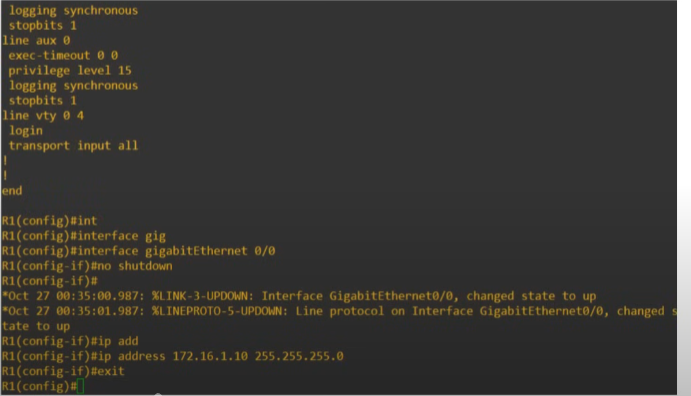 logging synchronous
stopbits 1
line aux 0
exec-timeout 0 0
privilege level 15
logging synchronous
stopbits 1
line vty 0 4
login
transport input all
!
!
end
R1(config)#int
R1(config)#interface gig
R1(config)#interface gigabitEthernet 0/0
R1(config-if)#no shutdown
R1(config-if)#
*Oct 27 00:35:00.987: %LINK-3-UPDOWN: Interface GigabitEthernet0/0, changed state to up
*Oct 27 00:35:01.987: %LINEPROTO-5-UPDOWN: Line protocol on Interface GigabitEthernet0/0, changed s
tate to up
R1(config-if)#ip add
R1(config-if)#ip address 172.16.1.10 255.255.255.0
R1(config-if)#exit
R1(config)#